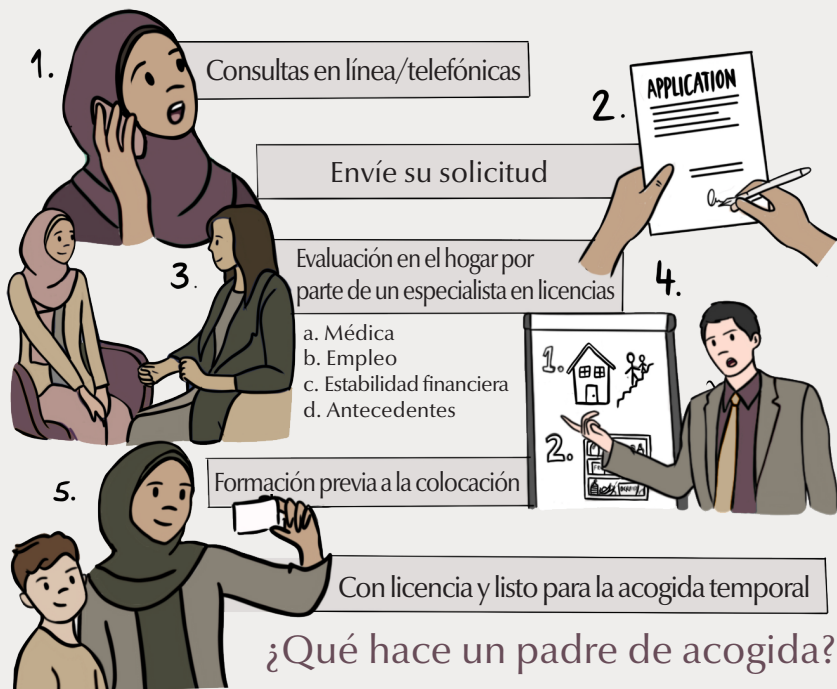 1.
Consultas en línea/telefónicas
2.
APPLICATION
Envíe su solicitud
3.
Evaluación en el hogar por
parte de un especialista en licencias
a. Médica
b. Empleo
c. Estabilidad financiera
d. Antecedentes
4.
1.
2.
Formación previa a la colocación
5.
Con licencia y listo para la acogida temporal
¿Qué hace un padre de acogida?